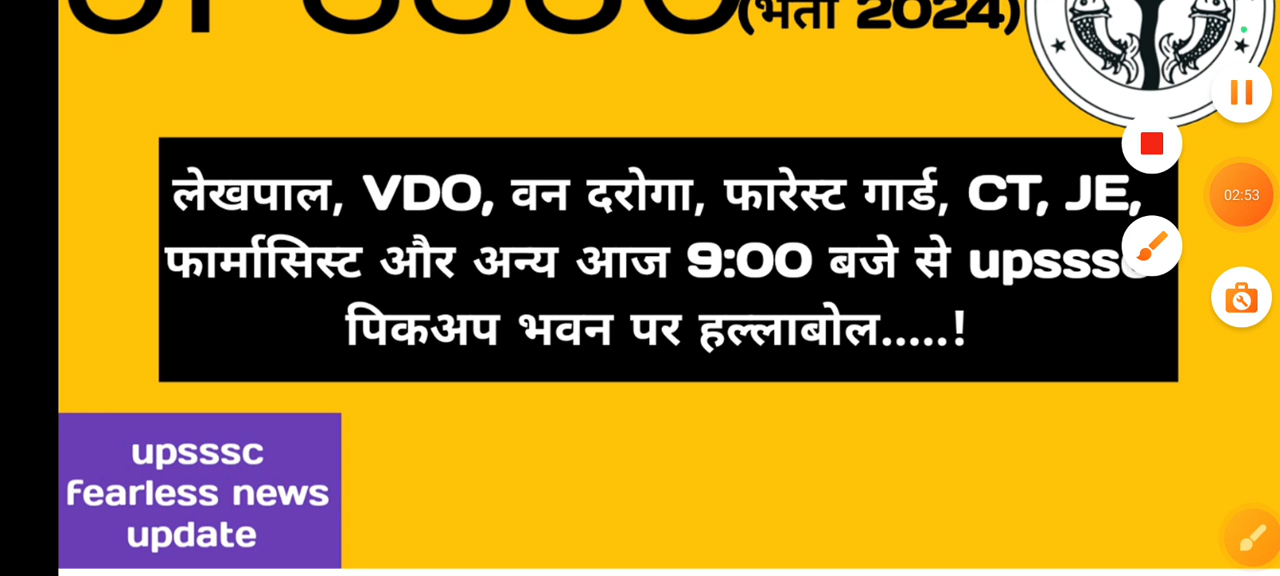 (भर्ती 2024)
लेखपाल, VDO, वन दरोगा, फारेस्ट गार्ड, CT, JE,
फार्मासिस्ट और अन्य आज 9:00 बजे से upsssc
पिकअप भवन पर हल्लाबोल.....!
upsssc
fearless news
update
02:53